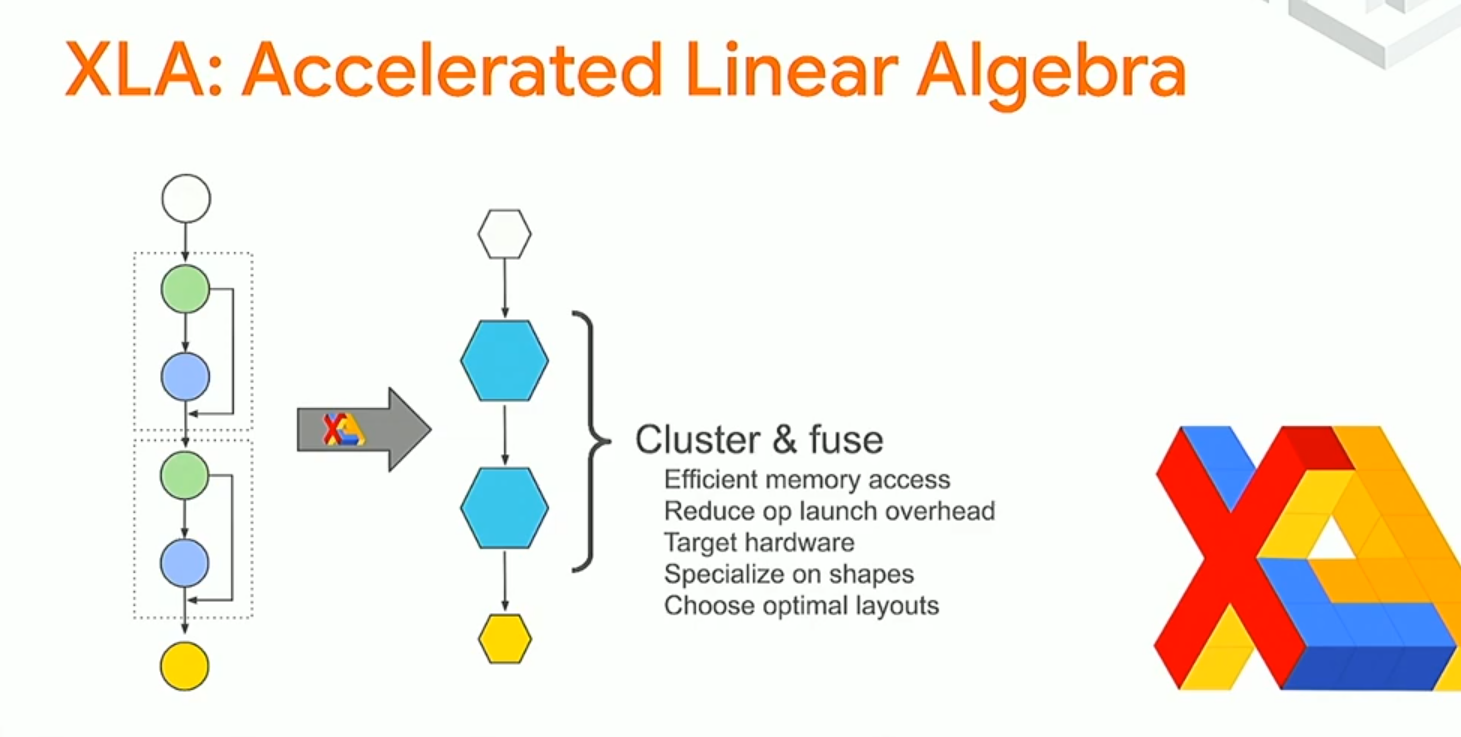 XLA: Accelerated Linear Algebra
Cluster & fuse
Efficient memory access
Reduce op launch overhead
Target hardware
Specialize on shapes
Choose optimal layouts
XLA